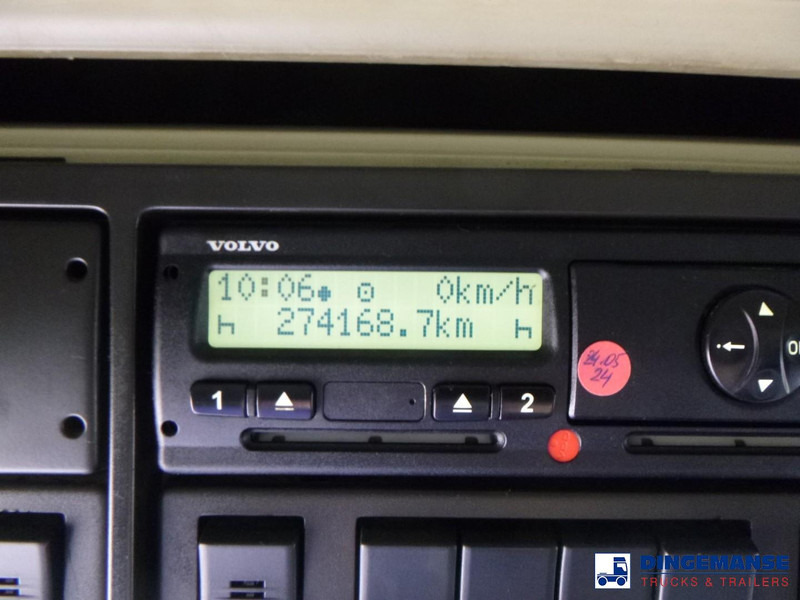 VOLVO
10:06 0km/h
274168.7km
1 2
24.05
24
DINGEMANSE
TRUCKS & TRAILERS